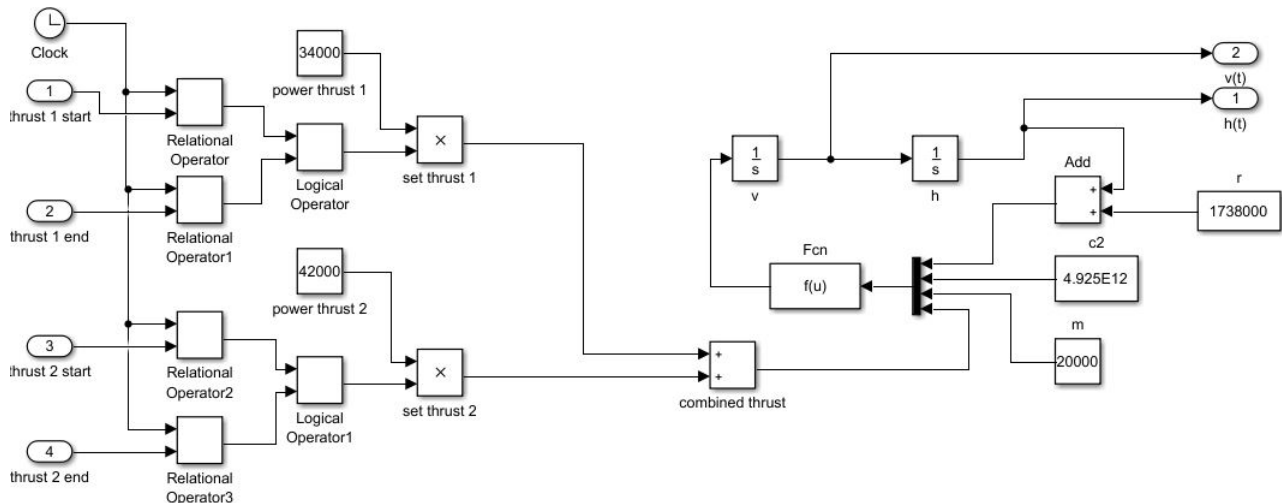 Clock
1
thrust 1 start
2
thrust 1 end
3
thrust 2 start
4
thrust 2 end
Relational
Operator
Relational
Operator1
Relational
Operator2
Relational
Operator3
34000
power thrust 1
Logical
Operator
42000
power thrust 2
Logical
Operator1
×
set thrust 1
×
set thrust 2
+
+
combined thrust
1
s
v
1
s
h
Fcn
f(u)
2
v(t)
1
h(t)
Add
+
+
r
1738000
c2
4.925E12
m
20000